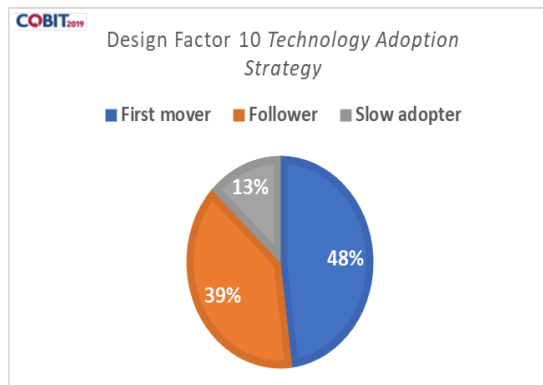 COBIT2019
Design Factor 10 Technology Adoption
Strategy
First mover Follower Slow adopter
13%
48%
39%